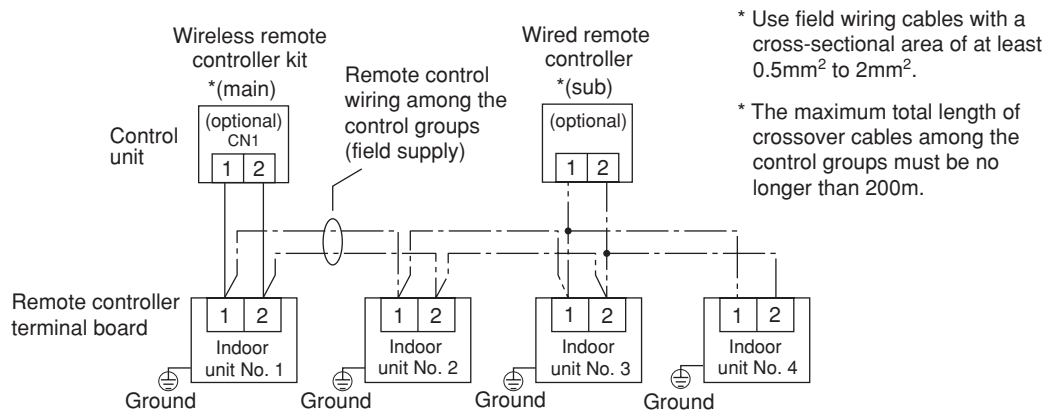 Wireless remote
controller kit
*(main)
(optional)
CN1
1 2
Control
unit
Remote control
wiring among the
control groups
(field supply)
Wired remote
controller
*(sub)
(optional)
1 2
* Use field wiring cables with a
cross-sectional area of at least
0.5mm² to 2mm².
* The maximum total length of
crossover cables among the
control groups must be no
longer than 200m.
Remote controller
terminal board
1 2
Indoor
unit No. 1
Ground
1 2
Indoor
unit No. 2
Ground
1 2
Indoor
unit No. 3
Ground
1 2
Indoor
unit No. 4
Ground